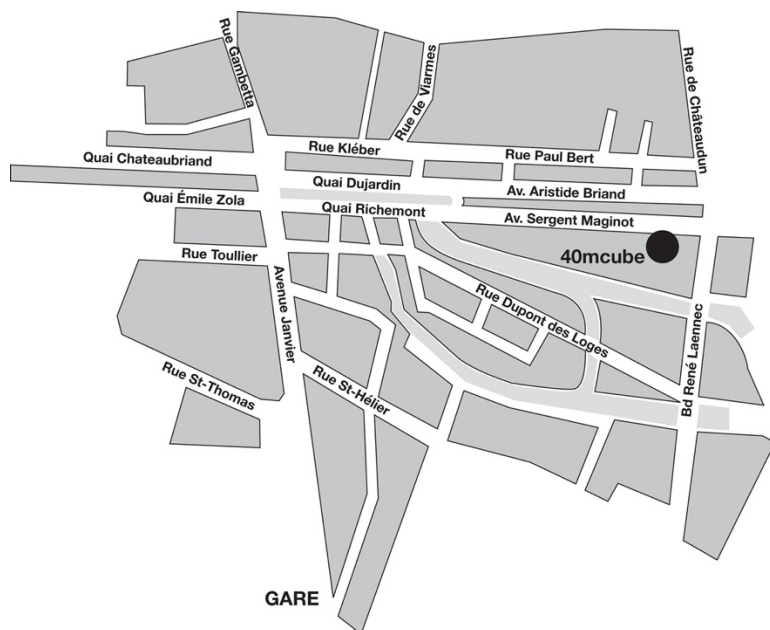 Rue Gambetta
Rue de Viarmes
Rue de Châteaudun
Rue Kléber
Rue Paul Bert
Quai Chateaubriand
Quai Dujardin
Av. Aristide Briand
Quai Émile Zola
Quai Richemont
Av. Sergent Maginot
40mcube
Rue Toullier
Avenue Janvier
Rue Dupont des Loges
Bd René Laennec
Rue St-Thomas
Rue St-Hélier
GARE